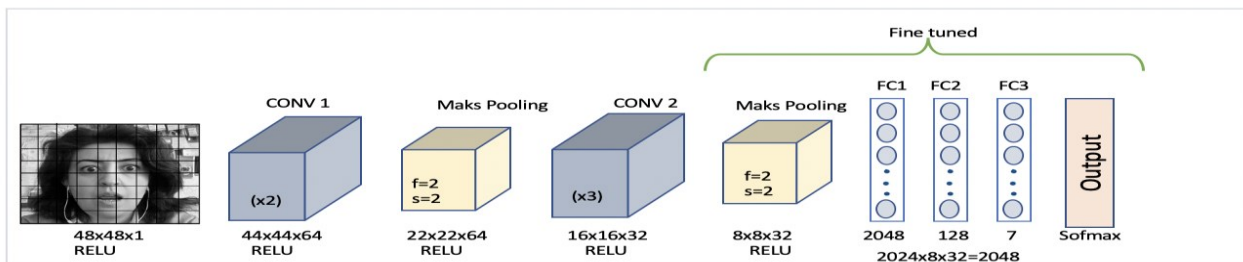 Fine tuned
CONV 1
Maks Pooling
CONV 2
Maks Pooling
FC1 FC2 FC3
(x2)
f=2
s=2
(x3)
f=2
s=2
Output
48x48x1 44x44x64 22x22x64 16x16x32 8x8x32 2048 128 7 Sofmax
RELU RELU RELU RELU RELU
2024x8x32=2048